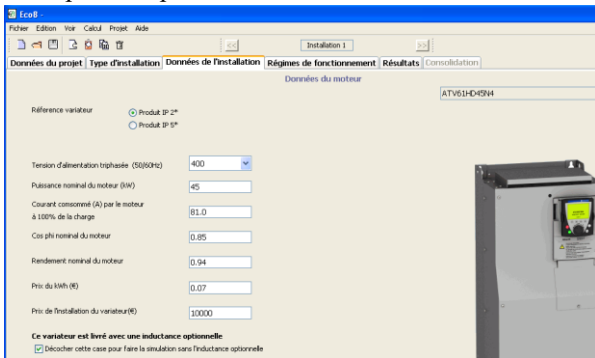 EcoB -
Fichier Edition Voir Calcul Projet Aide
<< Installation 1 >>
Données du projet Type d'installation Données de l'installation Régimes de fonctionnement Résultats Consolidation
Données du moteur
ATV61HD45N4
Réference variateur
Produit IP 2*
Produit IP 5*
Tension d'alimentation triphasée (50/60Hz) 400
Puissance nominal du moteur (kW) 45
Courant comsommé (A) par le moteur
à 100% de la charge 81.0
Cos phi nominal du moteur 0.85
Rendement nominal du moteur 0.94
Prix du kWh (€) 0.07
Prix de l'installation du variateur(€) 10000
Ce variateur est livré avec une inductance optionnelle
Décocher cette case pour faire la simulation sans l'inductance optionnelle